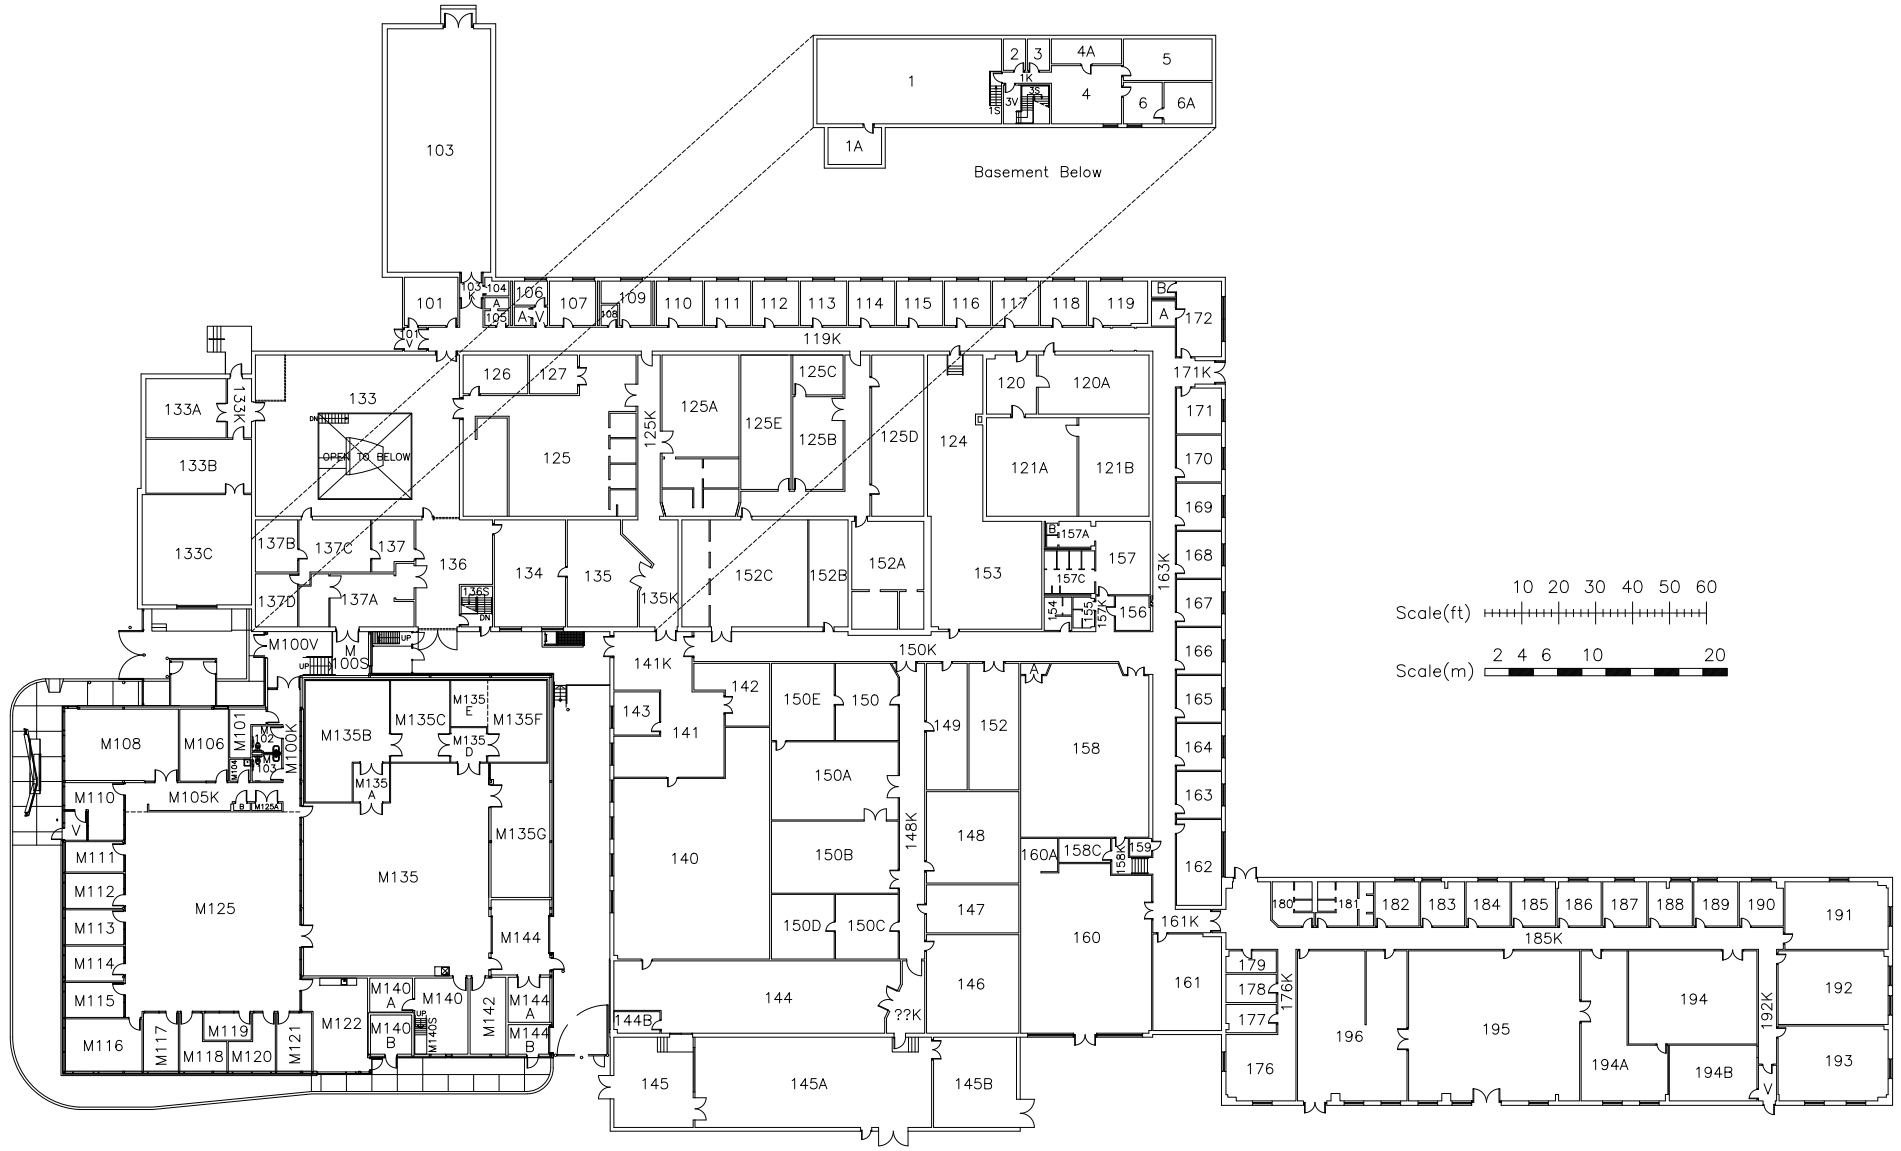 2 3 4A 5
1 1K
4 3S
3V 1S 6 6A
1A
103
Basement Below
101 103 K 104 106 107 109 110 111 112 113 114 115 116 117 118 119 B
A 105 A V 108 A 172
101 V
119K
171K
126 127 125C 120 120A
133A 133K 133 125A 125E 171
DN
125K 125B 125D 124
133B OPEN TO BELOW 125 121A 121B 170
169
133C 137B 137C 137 B 157A 157
136 134 135 152C 152B 152A 153 157C 163K 168
137D 137A 136S 135K 154 155 157K 156 167
DN
M100V M 100S UP 141K 150K 166
UP
10 20 30 40 50 60
Scale(ft)
2 4 6 10 20
Scale(m)
A
142 150E 150 149 152 165
M135 E
M101 M 102 M100K M135B M135C M135F 143 141 158 164
M108 M106 M135 D
M104 M 103
M110 M105K M135 A 150A 163
B M125A
V M135G 148K 148
M111 140 150B 160A 158C 158K 159 162
M112 M135
M125 180 181 182 183 184 185 186 187 188 189 190 191
M113 150D 150C 147 161K
M144 160 185K
M114 179
M115 M140 A M140 M142 M144 A 144 146 161 178 176K 194 192
M122 UP 144B ??K 177 192K
M116 M117 M119 M121 M140 B M140S M144 B 196 195
M118 M120
145 145A 145B 176 194A 194B V 193